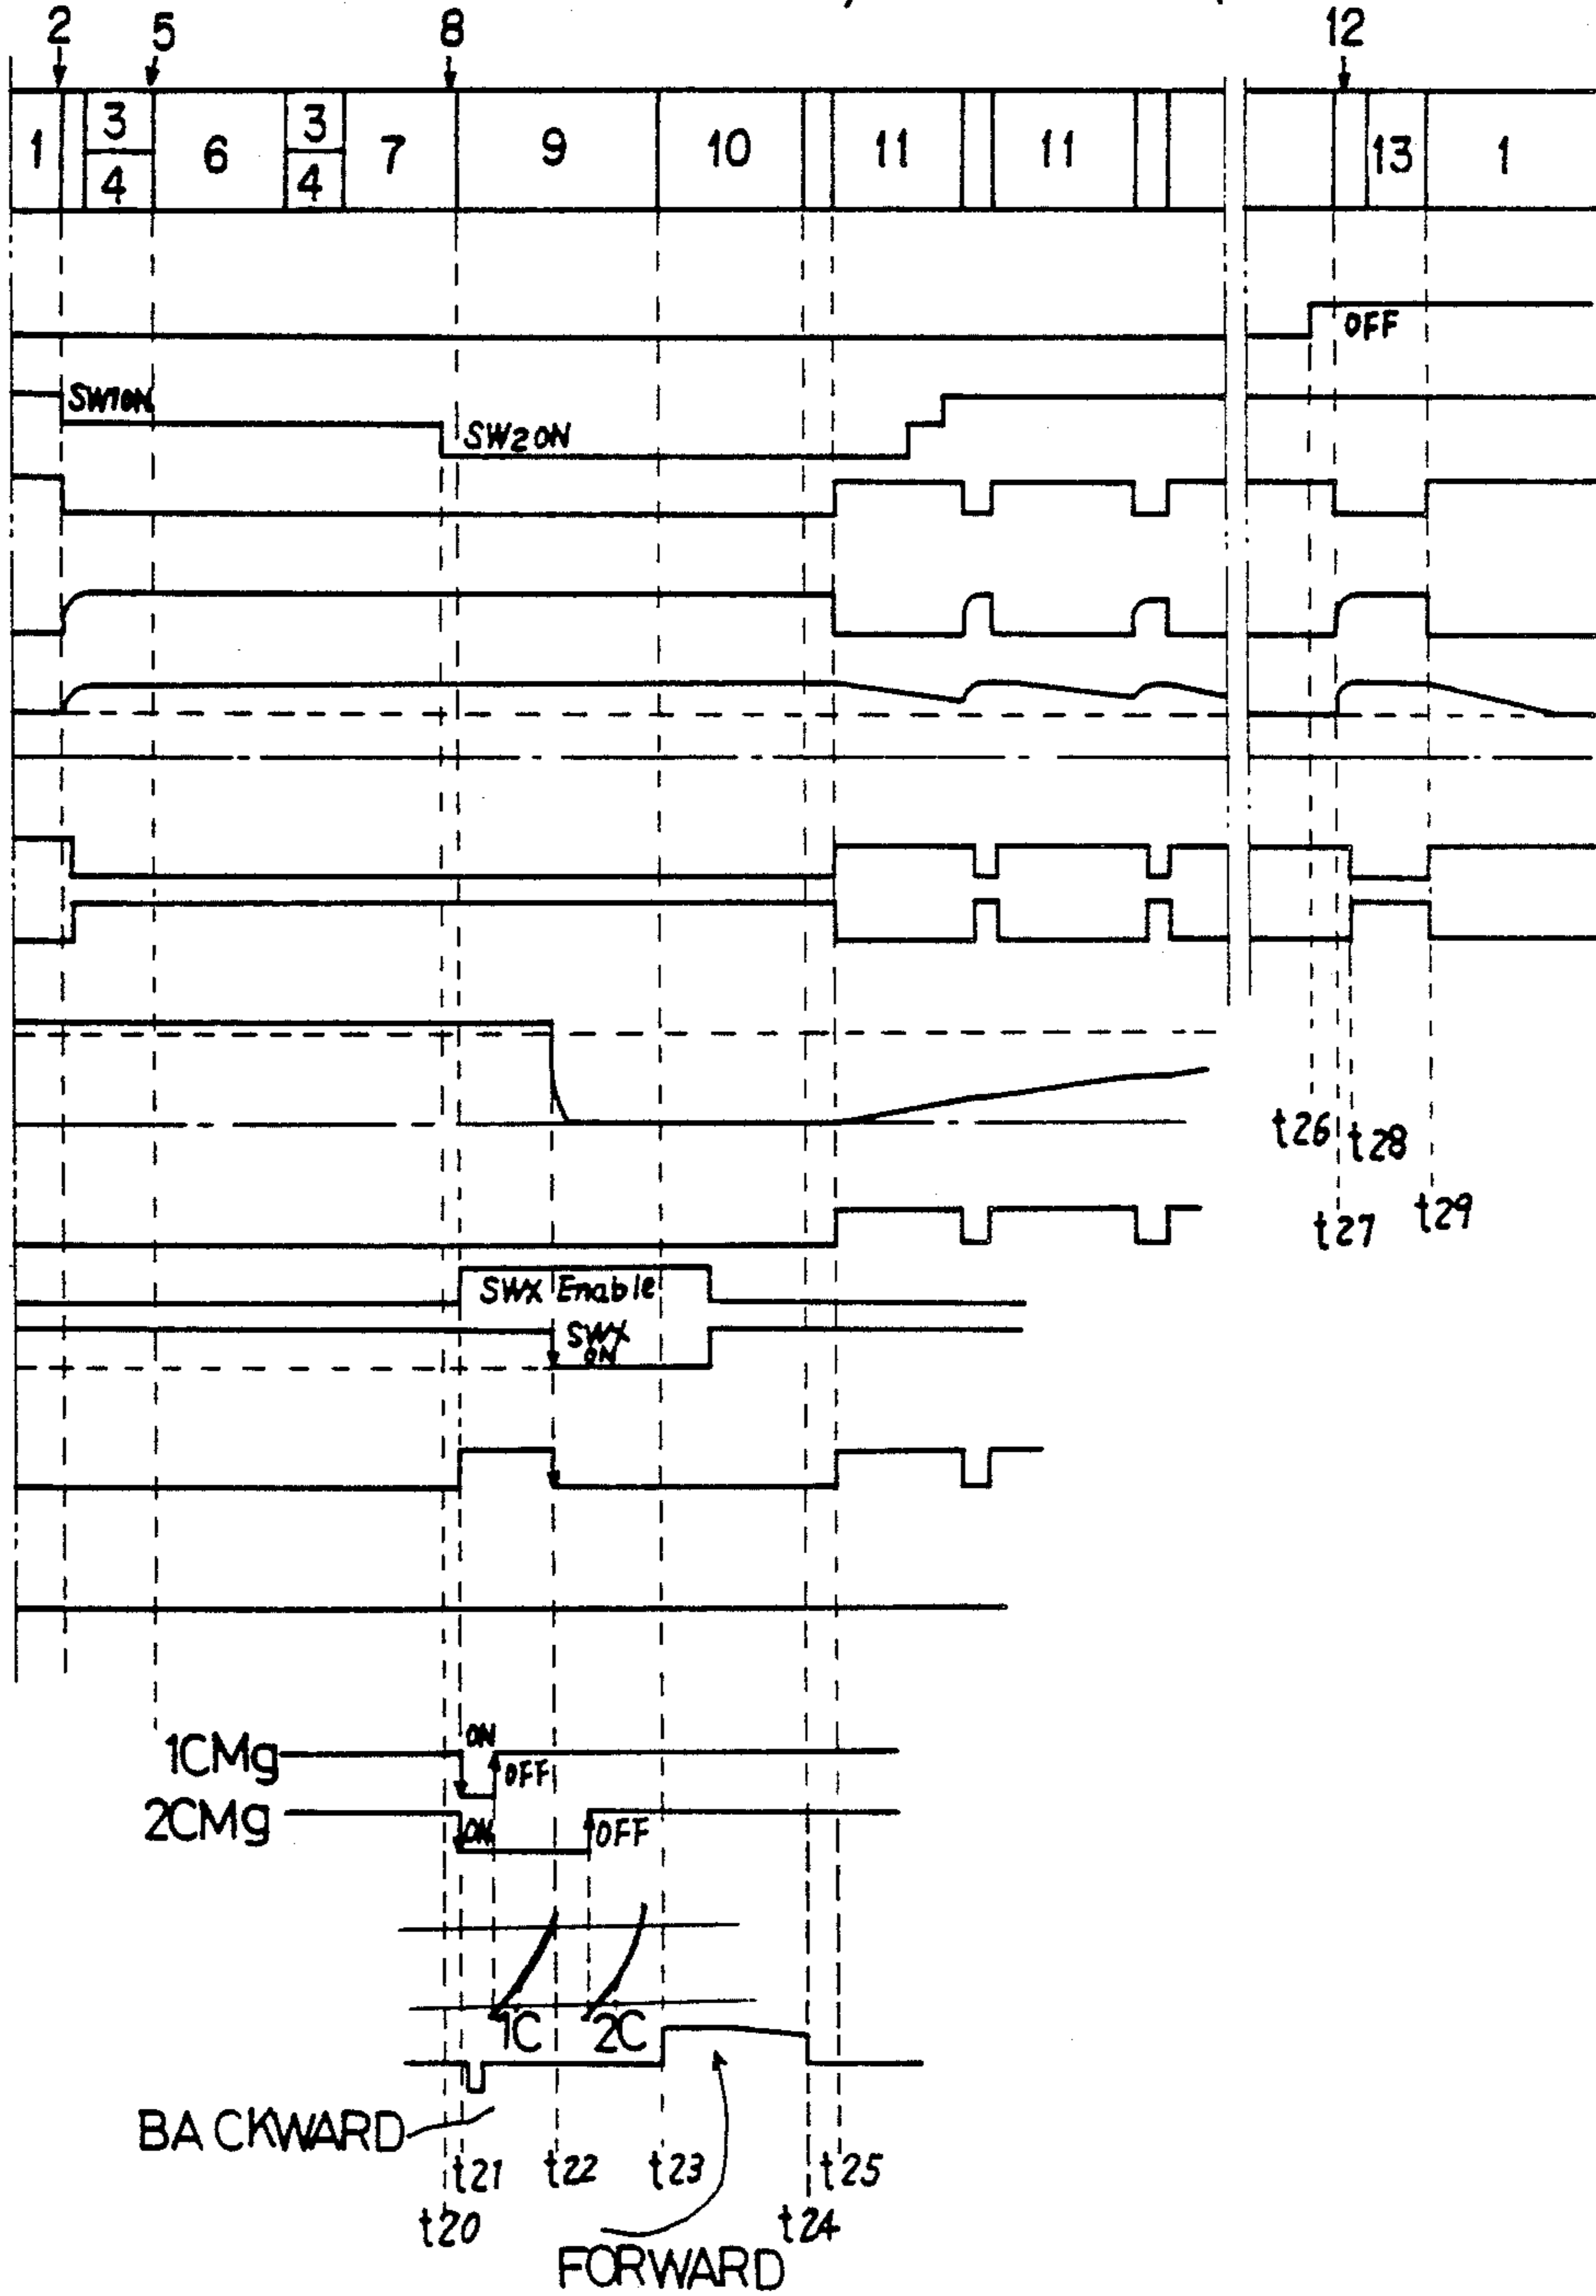 2 5 8 12
1 3 6 3 7 9 10 11 11 13 1
4 4
OFF
SW1ON
SW2ON
t26 t28
t27 t29
SWX Enable
SWX
ON
ON
1CMg OFF
2CMg ON OFF
1C 2C
BACKWARD
t21 t22 t23 t25
t20 t24
FORWARD